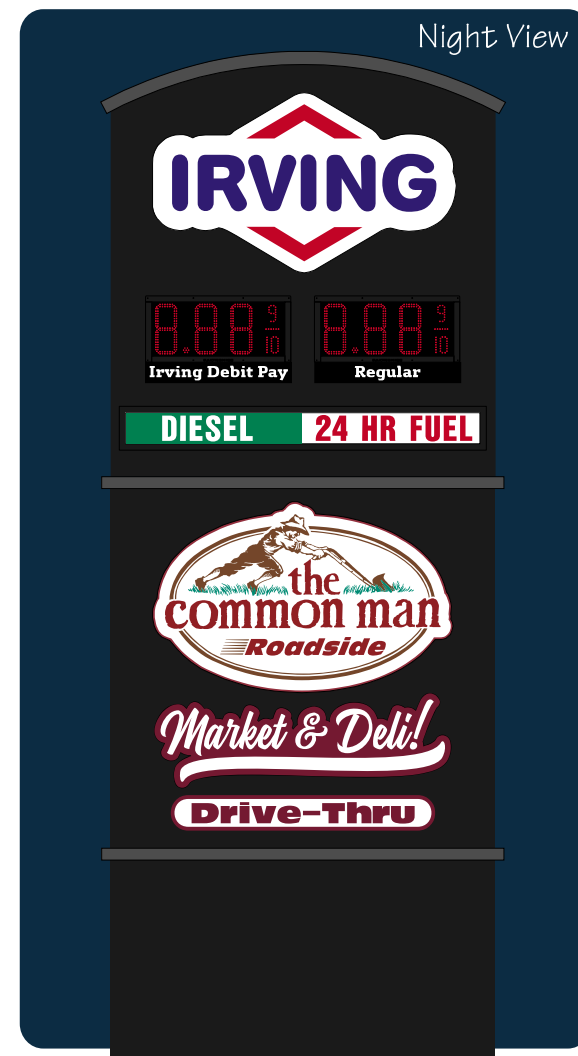 Night View
IRVING
8.88 9/10 8.88 9/10
Irving Debit Pay Regular
DIESEL 24 HR FUEL
the
common man
Roadside
Market & Deli!
Drive-Thru